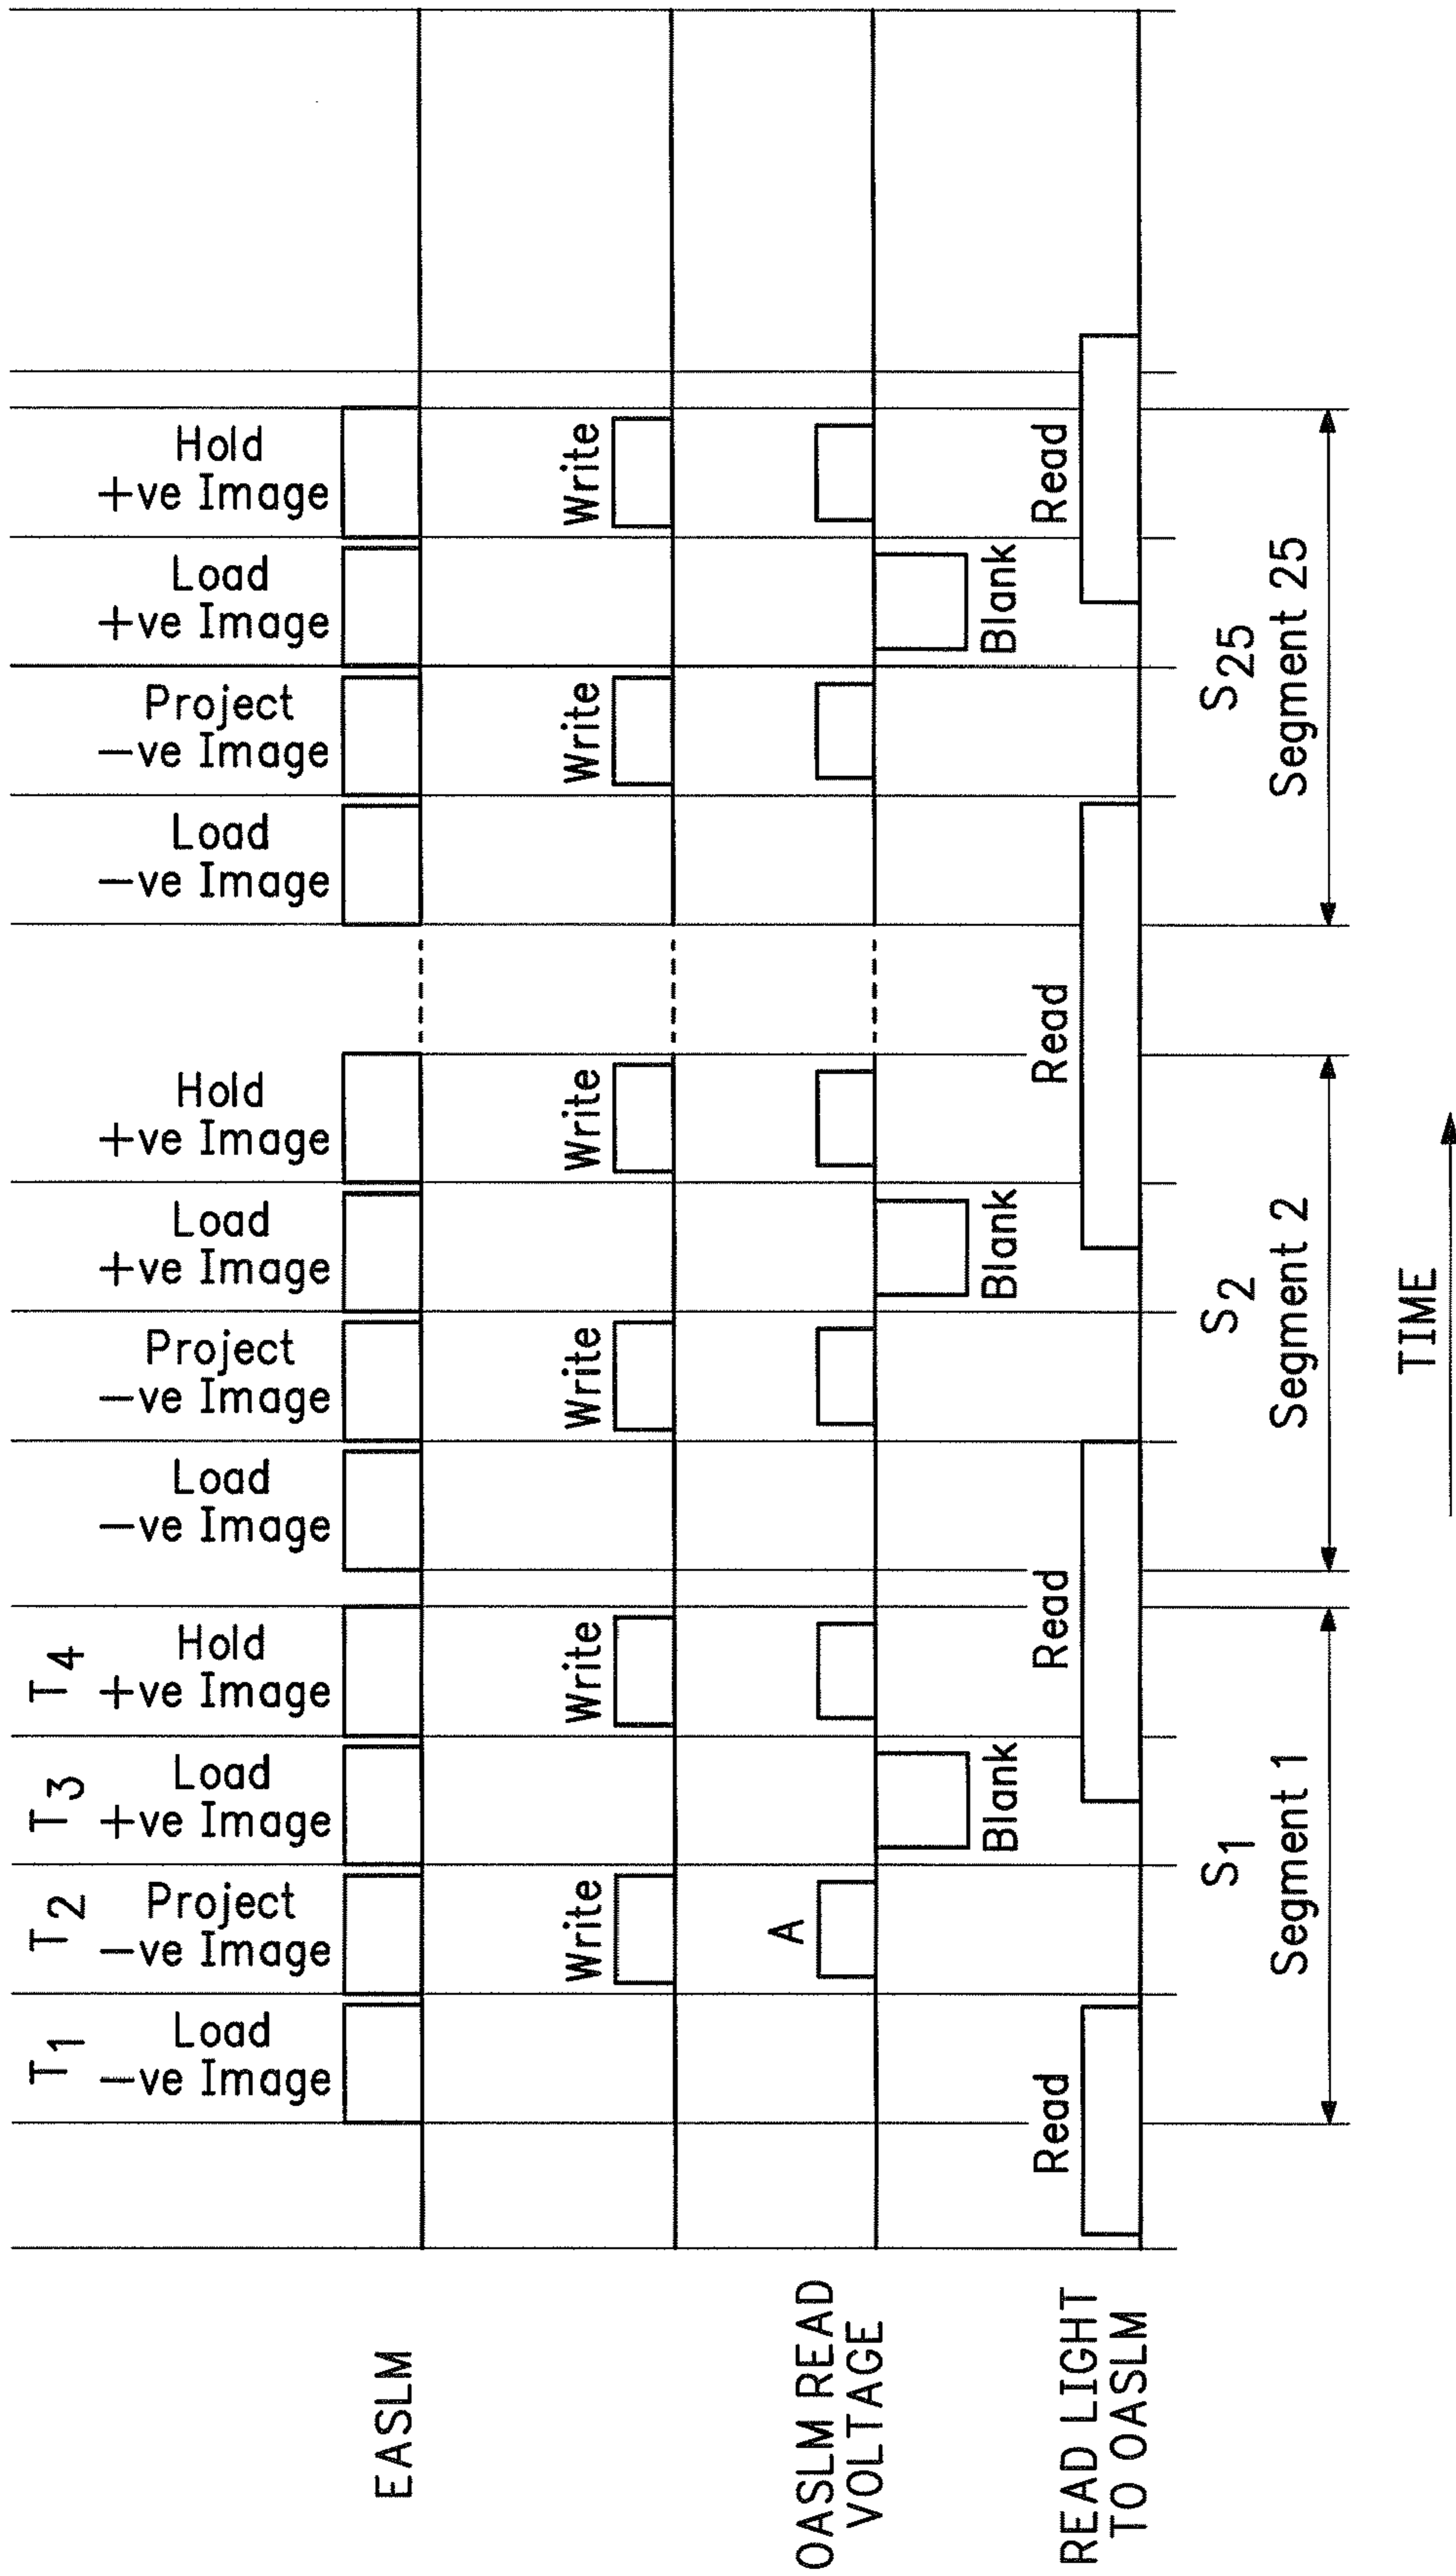 T1 T2 T3 T4
Load
−ve Image
Project
−ve Image
Load
+ve Image
Hold
+ve Image
Load
−ve Image
Project
−ve Image
Load
+ve Image
Hold
+ve Image
Load
−ve Image
Project
−ve Image
Load
+ve Image
Hold
+ve Image
EASLM
Write
Write
Write
Write
Write
Write
OASLM READ
VOLTAGE
A
Blank
Blank
Blank
READ LIGHT
TO OASLM
Read
Read
Read
Read
S1
Segment 1
S2
Segment 2
S25
Segment 25
TIME